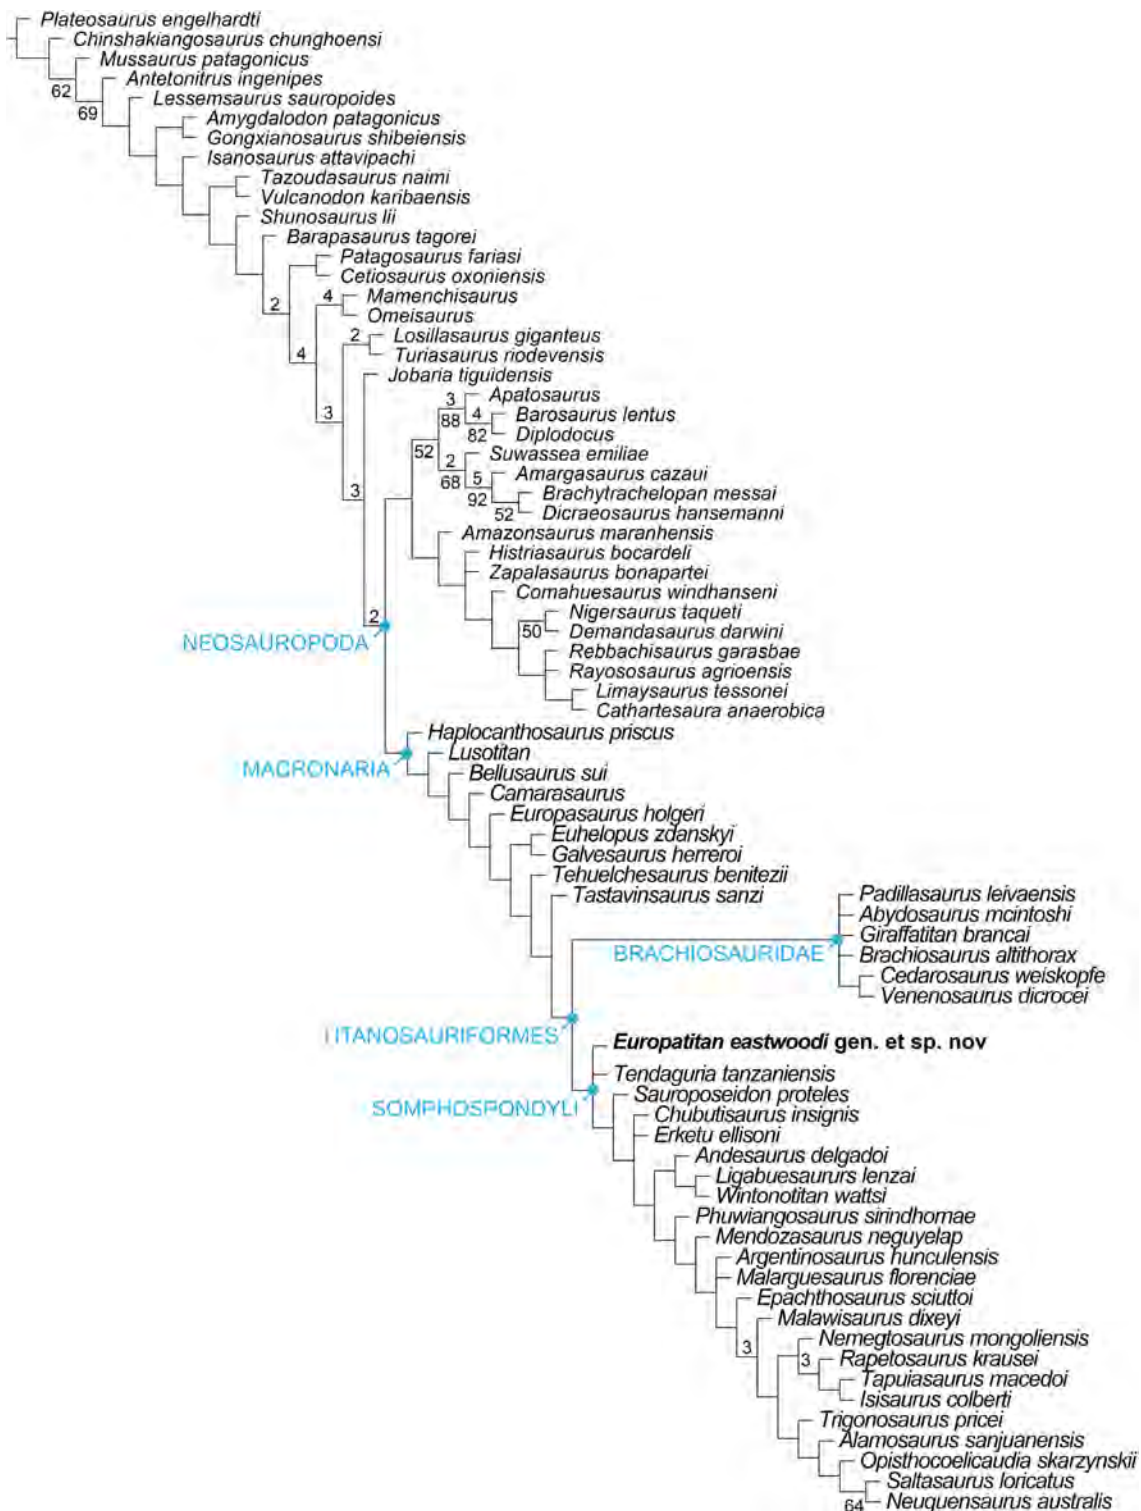 Plateosaurus engelhardti
Chinshakiangosaurus chunghoensi
Mussaurus patagonicus
62
Antetonitrus ingenipes
69
Lessemsaurus sauropoides
Amygdalodon patagonicus
Gongxianosaurus shibeiensis
Isanosaurus attavipachi
Tazoudasaurus naimi
Vulcanodon karibaensis
Shunosaurus lii
Barapasaurus tagorei
Patagosaurus fariasi
Cetiosaurus oxoniensis
2
4
Mamenchisaurus
Omeisaurus
2
Losillasaurus giganteus
4
Turiasaurus riodevensis
Jobaria tiguidensis
3
Apatosaurus
3
88
4
Barosaurus lentus
82
Diplodocus
52
Suwassea emiliae
2
68
5
Amargasaurus cazaui
92
Brachytrachelopan messai
3
52
Dicraeosaurus hansemanni
Amazonsaurus maranhensis
Histriasaurus bocardeli
Zapalasaurus bonapartei
Comahuesaurus windhanseni
Nigersaurus taqueti
2
50
Demandasaurus darwini
NEOSAUROPODA
Rebbachisaurus garasbae
Rayososaurus agrioensis
Limaysaurus tessonei
Cathartesaura anaerobica
Haplocanthosaurus priscus
Lusotitan
MACRONARIA
Bellusaurus sui
Camarasaurus
Europasaurus holgeri
Euhelopus zdanskyi
Galvesaurus herreroi
Tehuelchesaurus benitezii
Tastavinsaurus sanzi
Padillasaurus leivaensis
Abydosaurus mcintoshi
Giraffatitan brancai
BRACHIOSAURIDAE
Brachiosaurus altithorax
Cedarosaurus weiskopfe
Venenosaurus dicrocei
TITANOSAURIFORMES
Europatitan eastwoodi gen. et sp. nov
Tendaguria tanzaniensis
Sauroposeidon proteles
SOMPHOSPONDYLI
Chubutisaurus insignis
Erketu ellisoni
Andesaurus delgadoi
Ligabuesaururs lenzai
Wintonotitan wattsi
Phuwiangosaurus sirindhornae
Mendozasaurus neguyelap
Argentinosaurus hunculensis
Malarguesaurus florenciae
Epachthosaurus sciuttoi
Malawisaurus dixeyi
3
Nemegtosaurus mongoliensis
3
Rapetosaurus krausei
Tapuiasaurus macedoi
Isisaurus colberti
Trigonosaurus pricei
Alamosaurus sanjuanensis
Opisthocoelicaudia skarzynskii
Saltasaurus loricatus
64
Neuquensaurus australis